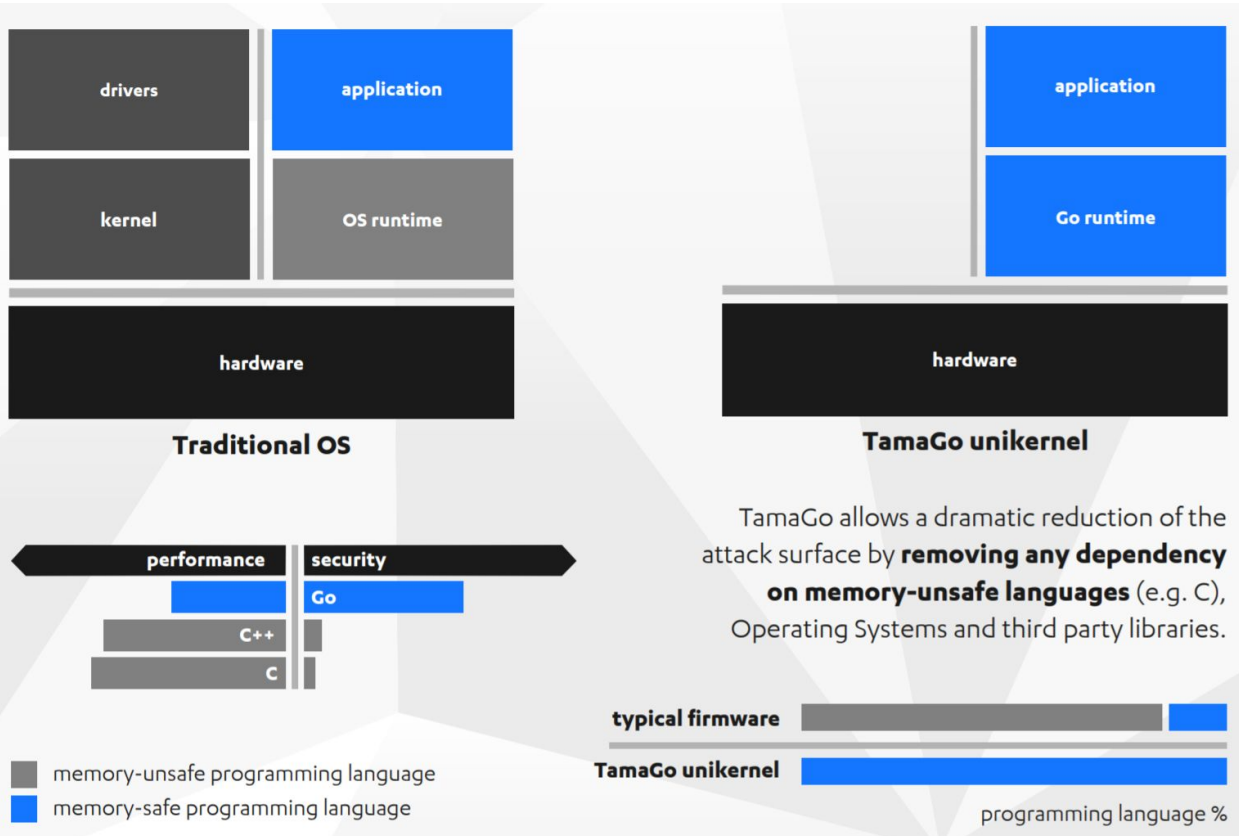 drivers
application
kernel
OS runtime
hardware
Traditional OS
application
Go runtime
hardware
TamaGo unikernel
performance
security
Go
C++
C
memory-unsafe programming language
memory-safe programming language
TamaGo allows a dramatic reduction of the
attack surface by removing any dependency
on memory-unsafe languages (e.g. C),
Operating Systems and third party libraries.
typical firmware
TamaGo unikernel
programming language %